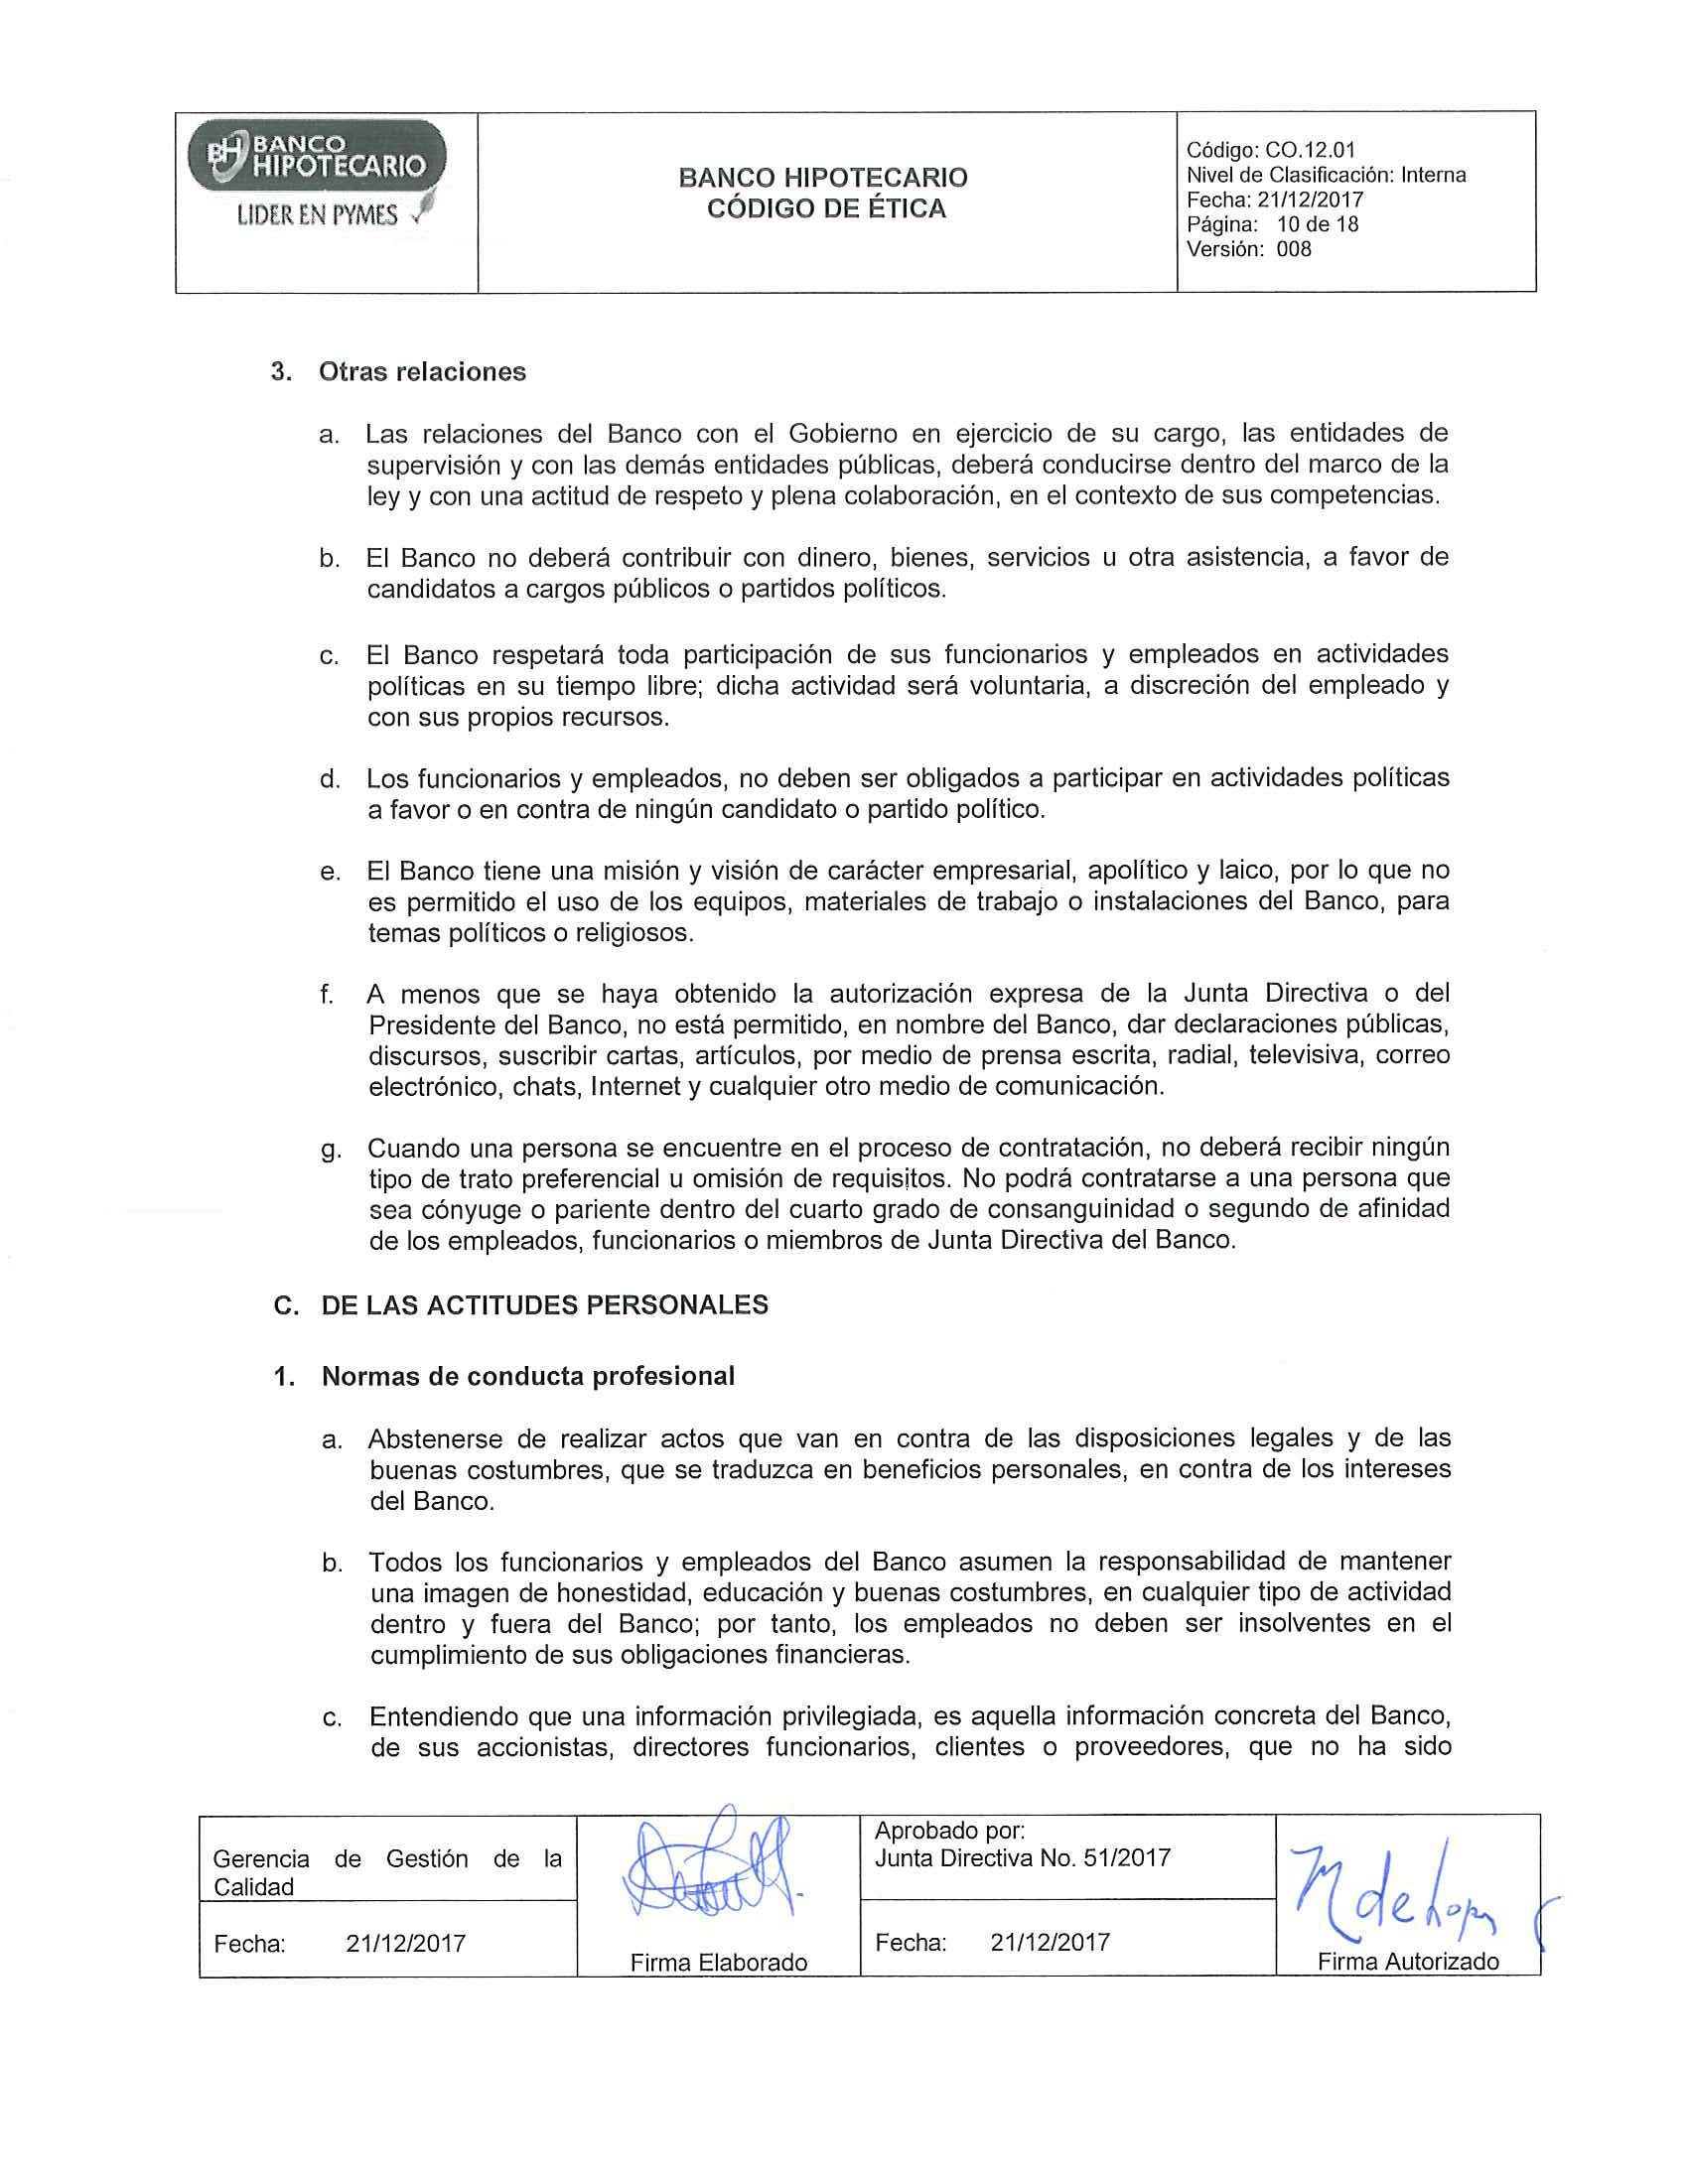 BANCO
HIPOTECARIO
LIDER EN PYMES
BANCO HIPOTECARIO
CÓDIGO DE ÉTICA
Código: CO.12.01
Nivel de Clasificación: Interna
Fecha: 21/12/2017
Página: 10 de 18
Versión: 008
3. Otras relaciones
a. Las relaciones del Banco con el Gobierno en ejercicio de su cargo, las entidades de
supervisión y con las demás entidades públicas, deberá conducirse dentro del marco de la
ley y con una actitud de respeto y plena colaboración, en el contexto de sus competencias.
b. El Banco no deberá contribuir con dinero, bienes, servicios u otra asistencia, a favor de
candidatos a cargos públicos o partidos políticos.
c. El Banco respetará toda participación de sus funcionarios y empleados en actividades
políticas en su tiempo libre; dicha actividad será voluntaria, a discreción del empleado y
con sus propios recursos.
d. Los funcionarios y empleados, no deben ser obligados a participar en actividades políticas
a favor o en contra de ningún candidato o partido político.
e. El Banco tiene una misión y visión de carácter empresarial, apolítico y laico, por lo que no
es permitido el uso de los equipos, materiales de trabajo o instalaciones del Banco, para
temas políticos o religiosos.
f. A menos que se haya obtenido la autorización expresa de la Junta Directiva o del
Presidente del Banco, no está permitido, en nombre del Banco, dar declaraciones públicas,
discursos, suscribir cartas, artículos, por medio de prensa escrita, radial, televisiva, correo
electrónico, chats, Internet y cualquier otro medio de comunicación.
g. Cuando una persona se encuentre en el proceso de contratación, no deberá recibir ningún
tipo de trato preferencial u omisión de requisitos. No podrá contratarse a una persona que
sea cónyuge o pariente dentro del cuarto grado de consanguinidad o segundo de afinidad
de los empleados, funcionarios o miembros de Junta Directiva del Banco.
C. DE LAS ACTITUDES PERSONALES
1. Normas de conducta profesional
a. Abstenerse de realizar actos que van en contra de las disposiciones legales y de las
buenas costumbres, que se traduzca en beneficios personales, en contra de los intereses
del Banco.
b. Todos los funcionarios y empleados del Banco asumen la responsabilidad de mantener
una imagen de honestidad, educación y buenas costumbres, en cualquier tipo de actividad
dentro y fuera del Banco; por tanto, los empleados no deben ser insolventes en el
cumplimiento de sus obligaciones financieras.
c. Entendiendo que una información privilegiada, es aquella información concreta del Banco,
de sus accionistas, directores funcionarios, clientes o proveedores, que no ha sido
Gerencia de Gestión de la
Calidad
Fecha: 21/12/2017
Firma Elaborado
Aprobado por:
Junta Directiva No. 51/2017
Fecha: 21/12/2017
Firma Autorizado